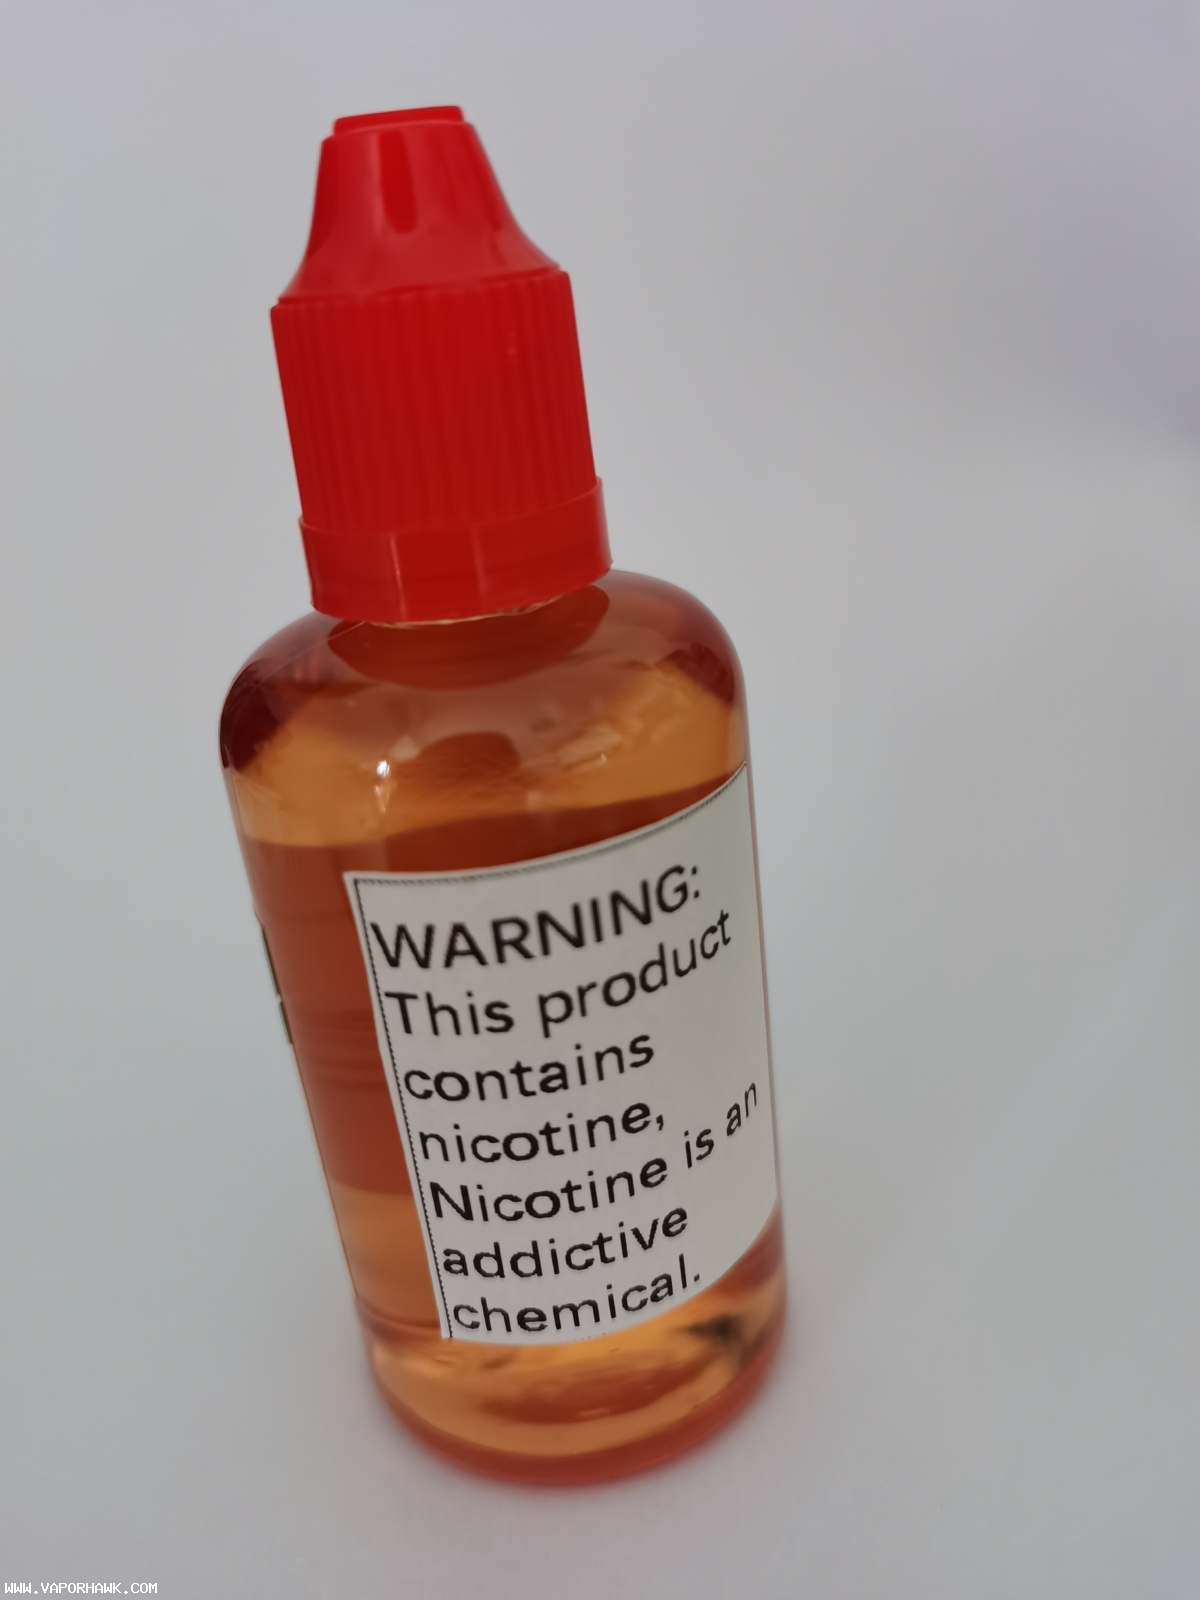 WARNING:
This product
contains
nicotine,
Nicotine is an
addictive
chemical.
WWW.VAPORHAWK.COM